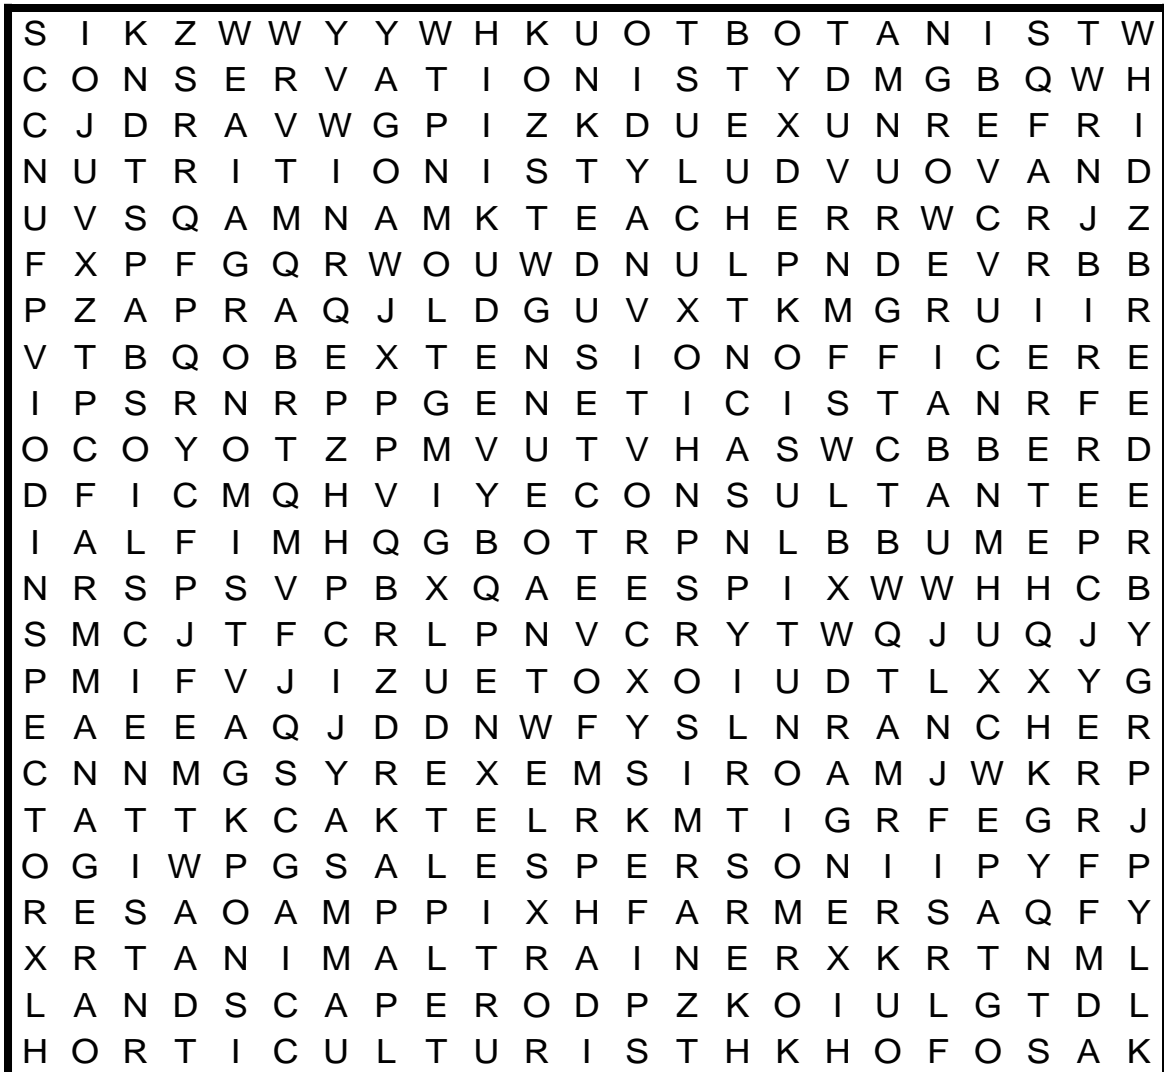 S I K Z W W Y Y W H K U O T B O T A N I S T W
C O N S E R V A T I O N I S T Y D M G B Q W H
C J D R A V W G P I Z K D U E X U N R E F R I
N U T R I T I O N I S T Y L U D V U O V A N D
U V S Q A M N A M K T E A C H E R R W C R J Z
F X P F G Q R W O U W D N U L P N D E V R B B
P Z A P R A Q J L D G U V X T K M G R U I I R
V T B Q O B E X T E N S I O N O F F I C E R E
I P S R N R P P G E N E T I C I S T A N R F E
O C O Y O T Z P M V U T V H A S W C B B E R D
D F I C M Q H V I Y E C O N S U L T A N T E E
I A L F I M H Q G B O T R P N L B B U M E P R
N R S P S V P B X Q A E E S P I X W W H H C B
S M C J T F C R L P N V C R Y T W Q J U Q J Y
P M I F V J I Z U E T O X O I U D T L X X Y G
E A E E A Q J D D N W F Y S L N R A N C H E R
C N N M G S Y R E X E M S I R O A M J W K R P
T A T T K C A K T E L R K M T I G R F E G R J
O G I W P G S A L E S P E R S O N I I P Y F P
R E S A O A M P P I X H F A R M E R S A Q F Y
X R T A N I M A L T R A I N E R X K R T N M L
L A N D S C A P E R O D P Z K O I U L G T D L
H O R T I C U L T U R I S T H K H O F O S A K